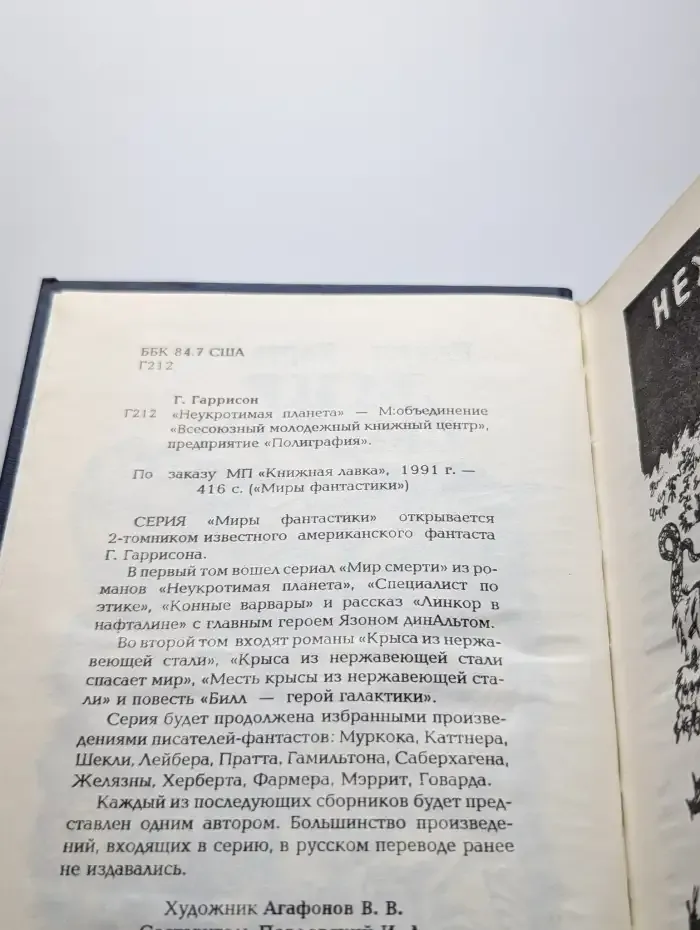 ББК 84.7 США
Г212
Г. Гаррисон
Г212 «Неукротимая планета» — М:объединение
«Всесоюзный молодежный книжный центр»,
предприятие «Полиграфия».
По заказу МП «Книжная лавка», 1991 г. —
416 с. («Миры фантастики»)
СЕРИЯ «Миры фантастики» открывается
2-томником известного американского фантаста
Г. Гаррисона.
В первый том вошел сериал «Мир смерти» из ро-
манов «Неукротимая планета», «Специалист по
этике», «Конные варвары» и рассказ «Линкор в
нафталине» с главным героем Язоном динАльтом.
Во второй том входят романы «Крыса из нержа-
веющей стали», «Крыса из нержавеющей стали
спасает мир», «Месть крысы из нержавеющей ста-
ли» и повесть «Билл — герой галактики».
Серия будет продолжена избранными произве-
дениями писателей-фантастов: Муркока, Каттнера,
Шекли, Лейбера, Пратта, Гамильтона, Саберхагена,
Желязны, Херберта, Фармера, Мэррит, Говарда.
Каждый из последующих сборников будет пред-
ставлен одним автором. Большинство произведе-
ний, входящих в серию, в русском переводе ранее
не издавались.
Художник Агафонов В. В.